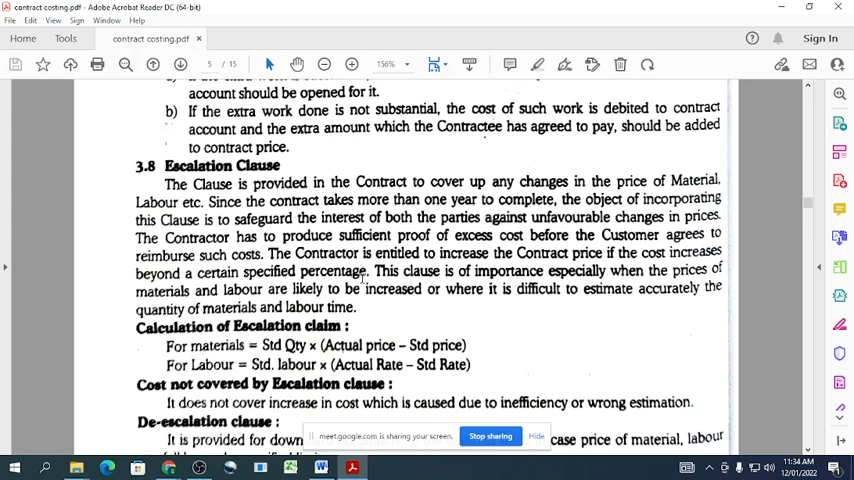 contract costing.pdf - Adobe Acrobat Reader DC (64-bit)
File Edit View Sign Window Help
Home Tools contract costing.pdf × Sign In
5 / 15 156%
account should be opened for it.
b) If the extra work done is not substantial, the cost of such work is debited to contract
account and the extra amount which the Contractee has agreed to pay, should be added
to contract price.
3.8 Escalation Clause
The Clause is provided in the Contract to cover up any changes in the price of Material,
Labour etc. Since the contract takes more than one year to complete, the object of incorporating
this Clause is to safeguard the interest of both the parties against unfavourable changes in prices.
The Contractor has to produce sufficient proof of excess cost before the Customer agrees to
reimburse such costs. The Contractor is entitled to increase the Contract price if the cost increases
beyond a certain specified percentage. This clause is of importance especially when the prices of
materials and labour are likely to be increased or where it is difficult to estimate accurately the
quantity of materials and labour time.
Calculation of Escalation claim :
For materials = Std Qty × (Actual price – Std price)
For Labour = Std. labour × (Actual Rate – Std Rate)
Cost not covered by Escalation clause :
It does not cover increase in cost which is caused due to inefficiency or wrong estimation.
De-escalation clause :
It is provided for down case price of material, labour
meet.google.com is sharing your screen. Stop sharing Hide
11:34 AM
12/01/2022